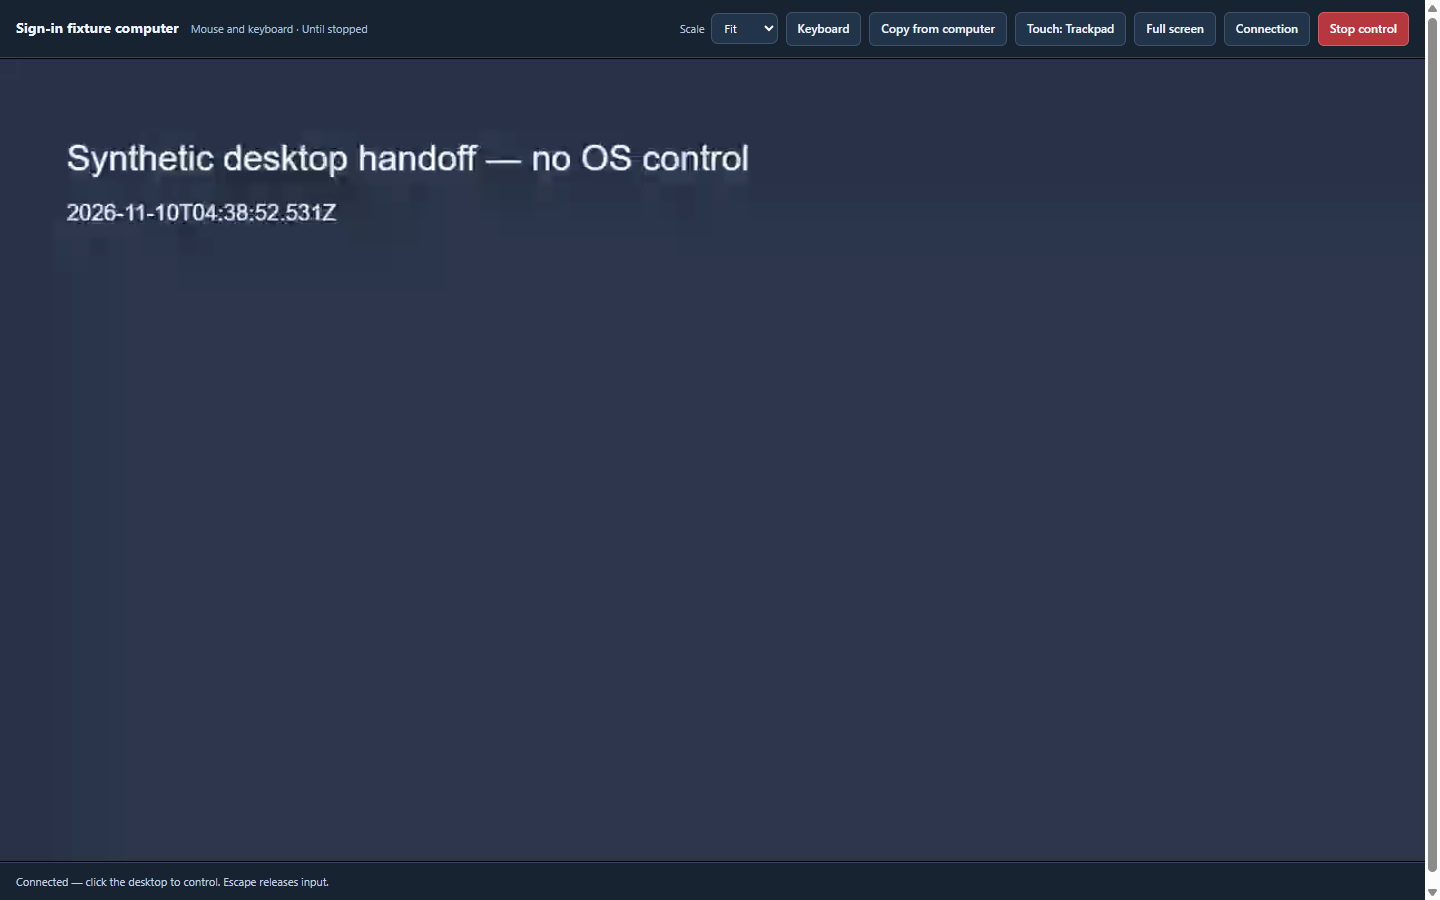 Sign-in fixture computer Mouse and keyboard · Until stopped Scale Fit Keyboard Copy from computer Touch: Trackpad Full screen Connection Stop control
Synthetic desktop handoff — no OS control
2026-11-10T04:38:52.531Z
Connected — click the desktop to control. Escape releases input.